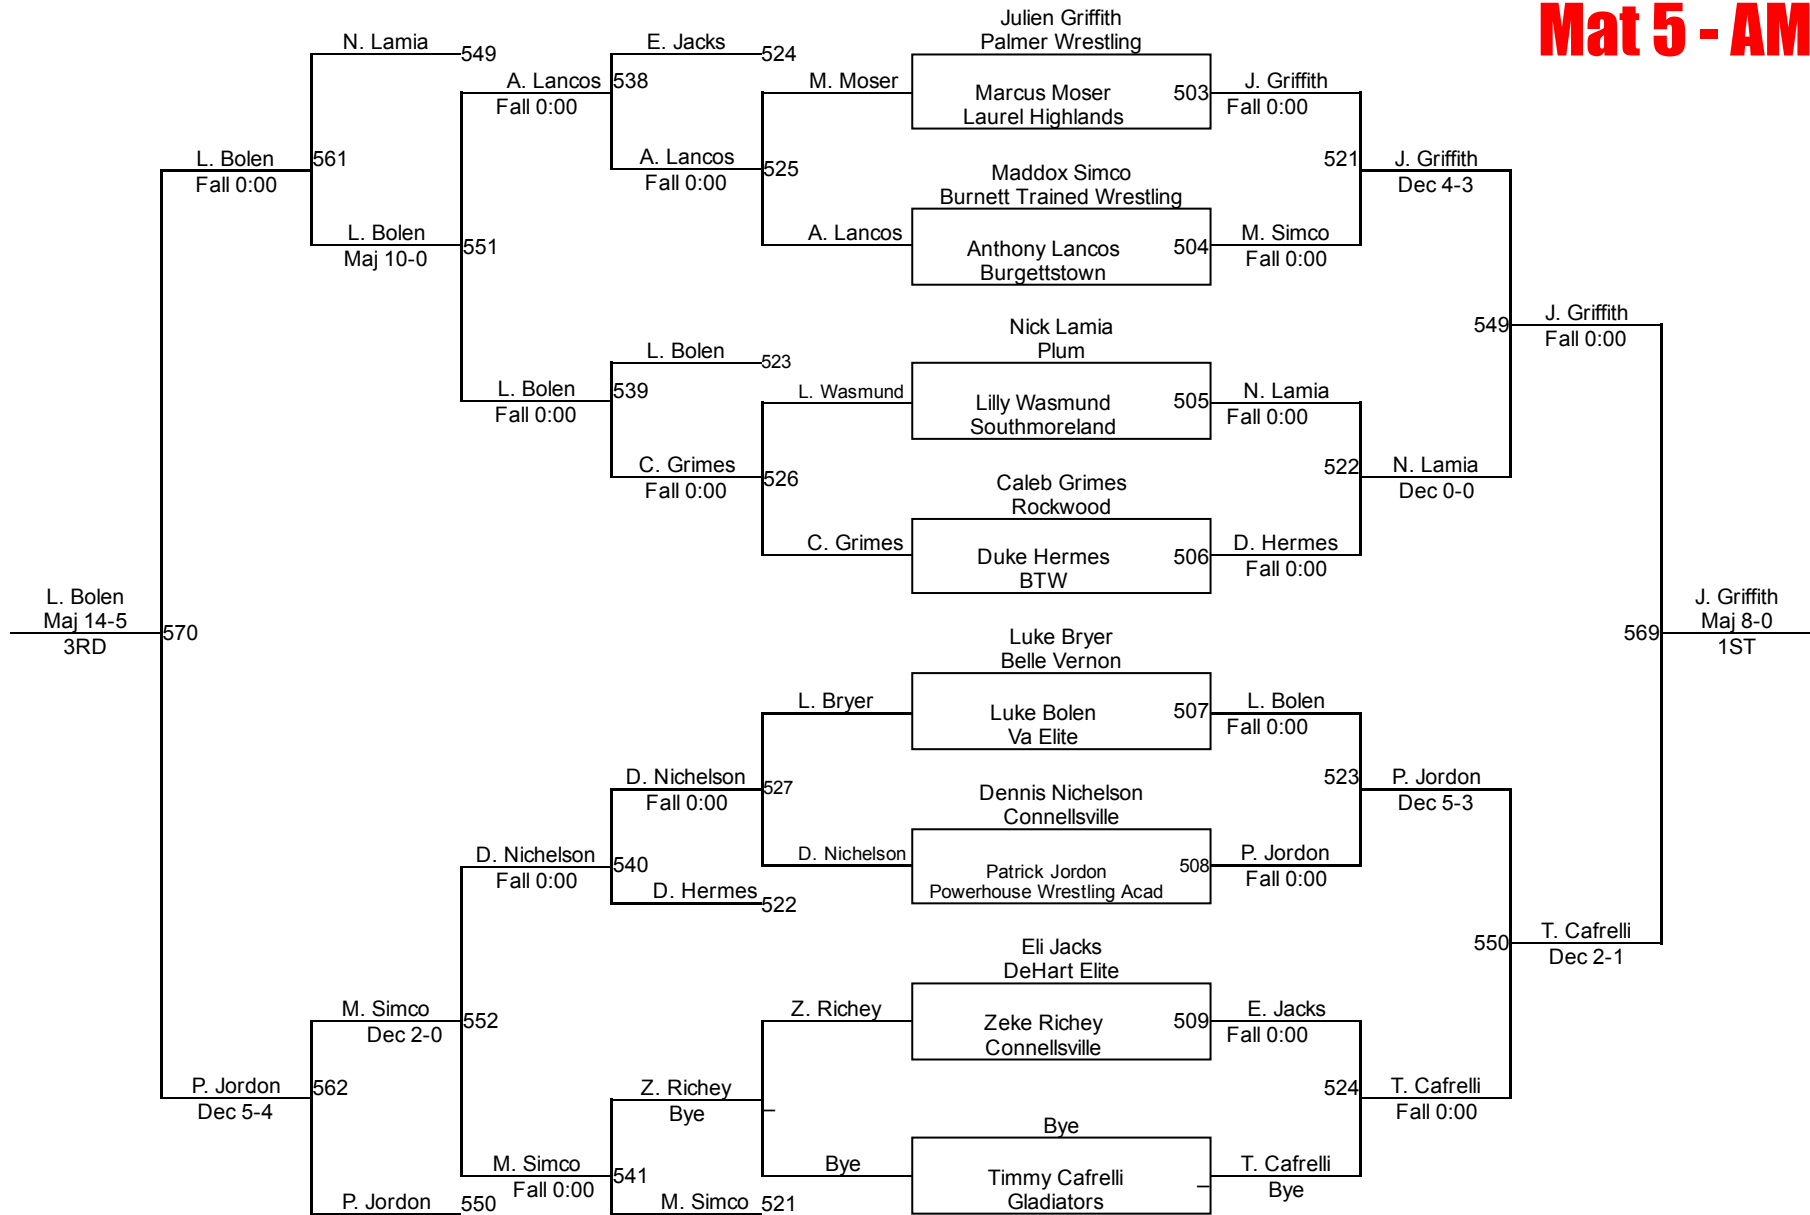 Mat 5 - AM
Julien Griffith
Palmer Wrestling
N. Lamia
549
E. Jacks
524
A. Lancos
538
Fall 0:00
M. Moser
Marcus Moser
503
Laurel Highlands
J. Griffith
Fall 0:00
L. Bolen
561
Fall 0:00
A. Lancos
525
Fall 0:00
Maddox Simco
Burnett Trained Wrestling
521
J. Griffith
Dec 4-3
L. Bolen
551
Maj 10-0
A. Lancos
Anthony Lancos
504
Burgettstown
M. Simco
Fall 0:00
Nick Lamia
Plum
549
J. Griffith
Fall 0:00
L. Bolen
523
L. Bolen
539
Fall 0:00
L. Wasmund
Lilly Wasmund
505
Southmoreland
N. Lamia
Fall 0:00
C. Grimes
526
Fall 0:00
Caleb Grimes
Rockwood
522
N. Lamia
Dec 0-0
C. Grimes
Duke Hermes
506
BTW
D. Hermes
Fall 0:00
L. Bolen
Maj 14-5
570
3RD
Luke Bryer
Belle Vernon
569
J. Griffith
Maj 8-0
1ST
L. Bryer
Luke Bolen
507
Va Elite
L. Bolen
Fall 0:00
D. Nichelson
527
Fall 0:00
Dennis Nichelson
Connellsville
523
P. Jordon
Dec 5-3
D. Nichelson
540
Fall 0:00
D. Nichelson
Patrick Jordon
508
Powerhouse Wrestling Acad
P. Jordon
Fall 0:00
D. Hermes
522
Eli Jacks
DeHart Elite
550
T. Cafrelli
Dec 2-1
M. Simco
552
Dec 2-0
Z. Richey
Zeke Richey
509
Connellsville
E. Jacks
Fall 0:00
P. Jordon
562
Dec 5-4
Z. Richey
–
Bye
Bye
524
T. Cafrelli
Fall 0:00
M. Simco
541
Fall 0:00
Bye
Timmy Cafrelli
–
Gladiators
T. Cafrelli
Bye
P. Jordon
550
M. Simco
521